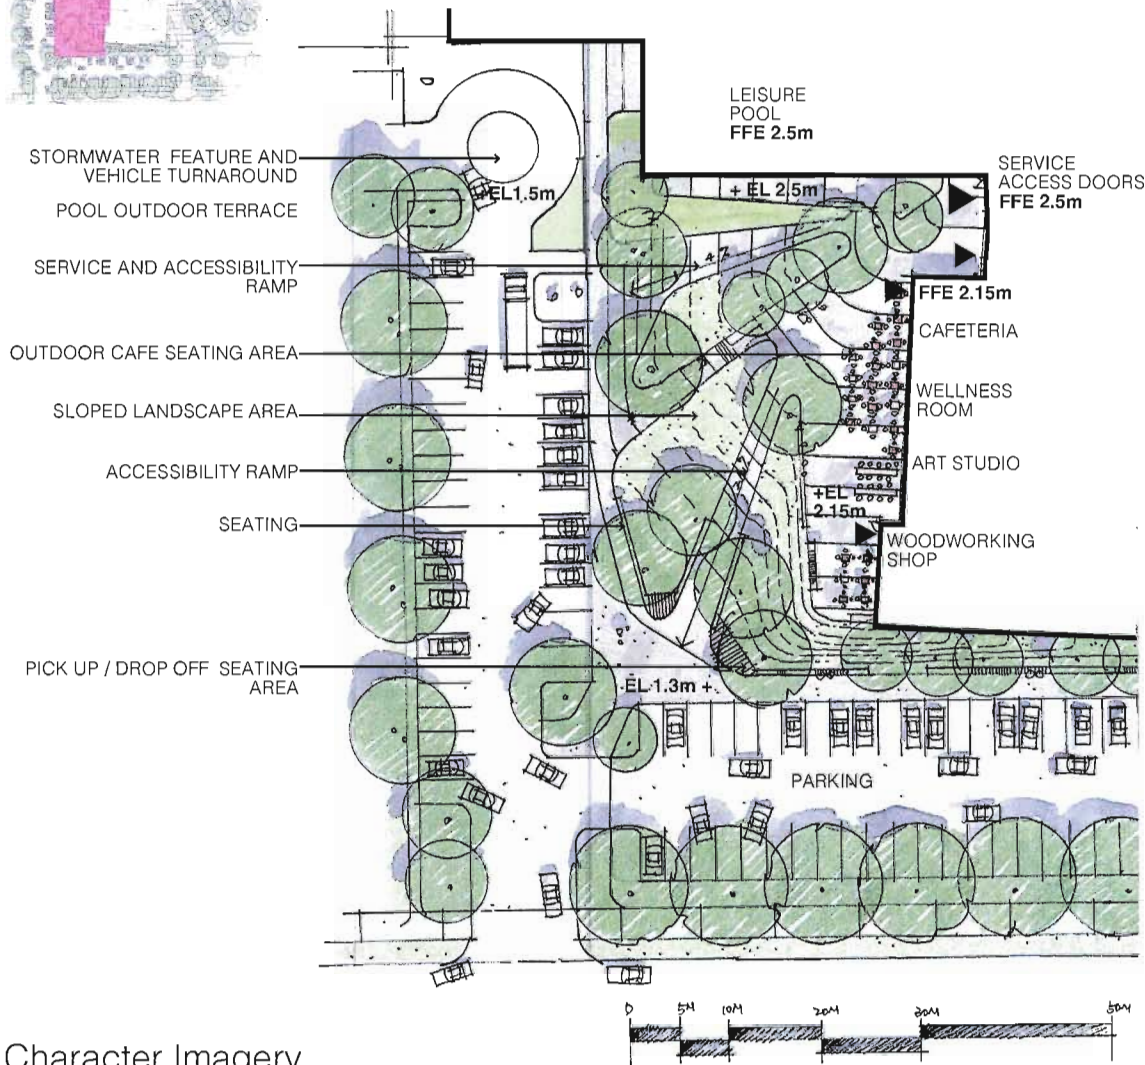 LEISURE
POOL
FFE 2.5m
SERVICE
ACCESS DOORS
FFE 2.5m
STORMWATER FEATURE AND
VEHICLE TURNAROUND
+EL1.5m
+ EL 2.5m
POOL OUTDOOR TERRACE
SERVICE AND ACCESSIBILITY
RAMP
FFE 2.15m
CAFETERIA
OUTDOOR CAFE SEATING AREA
WELLNESS
ROOM
SLOPED LANDSCAPE AREA
ART STUDIO
ACCESSIBILITY RAMP
+EL
2.15m
SEATING
WOODWORKING
SHOP
PICK UP / DROP OFF SEATING
AREA
EL 1.3m +
PARKING
0 5M 10M 20M 30M 50M
Character Imagery